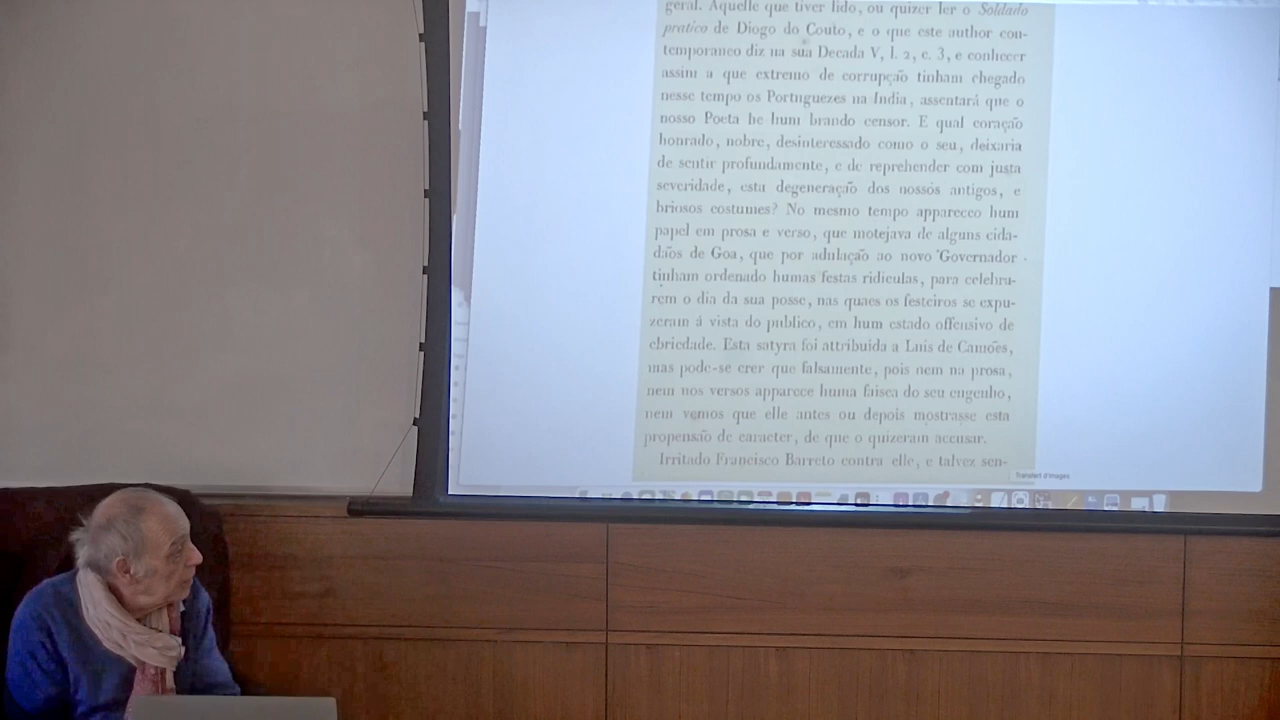 geral. Aquelle que tiver lido, ou quizer ler o Soldado
pratico de Diogo do Couto, e o que este author con-
temporaneo diz na sua Decada V, l. 2, c. 3, e conhecer
assim a que extremo de corrupção tinham chegado
nesse tempo os Portuguezes na India, assentará que o
nosso Poeta he hum brando censor. E qual coração
honrado, nobre, desinteressado como o seu, deixaria
de sentir profundamente, e de reprehender com justa
severidade, esta degeneração dos nossos antigos, e
briosos costumes? No mesmo tempo appareceo hum
papel em prosa e verso, que motejava de alguns cida-
dãos de Goa, que por adulação ao novo Governador
tinham ordenado humas festas ridiculas, para celebra-
rem o dia da sua posse, nas quaes os festeiros se expu-
zeram á vista do publico, em hum estado offensivo de
ebriedade. Esta satyra foi attribuida a Luis de Camões,
mas pode-se crer que falsamente, pois nem na prosa,
nem nos versos apparece huma faisca do seu engenho,
nem vemos que elle antes ou depois mostrasse esta
propensão de caracter, de que o quizeram accusar.
Irritado Francisco Barreto contra elle, e talvez sen-
Transfert d'images